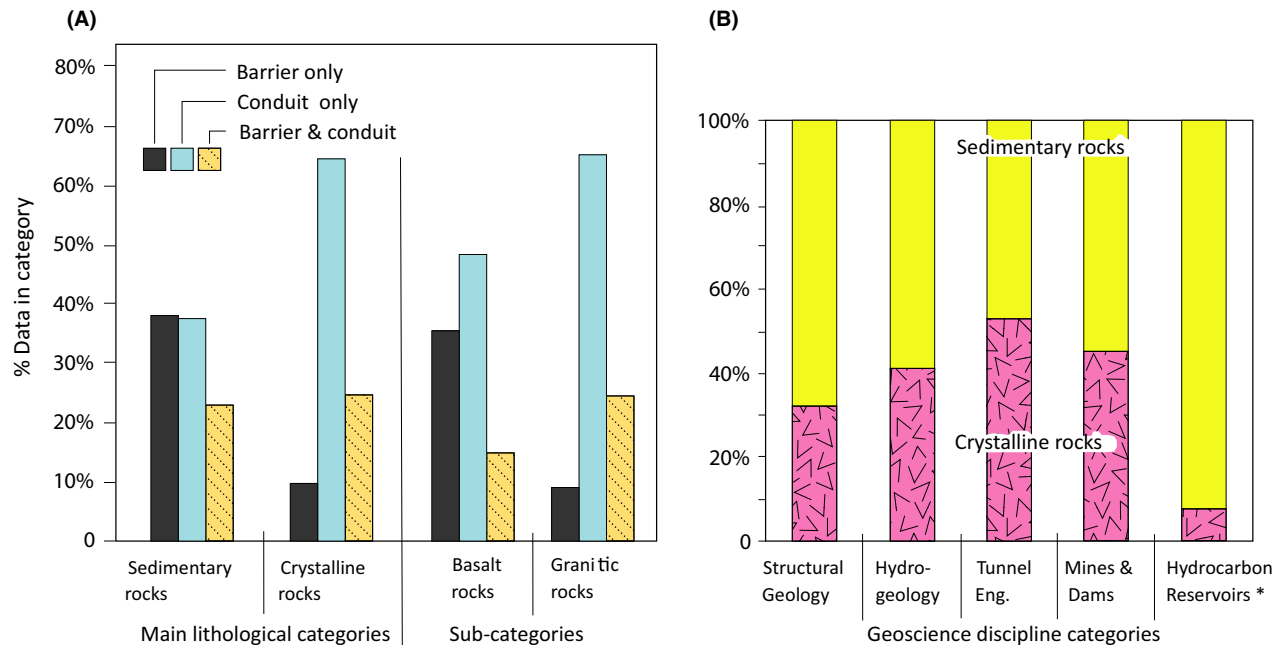 (A)
80%
70%
60%
50%
40%
30%
20%
10%
0
% Data in category
Barrier only
Conduit only
Barrier & conduit
Sedimentary
rocks
Crystalline
rocks
Basalt
rocks
Grani tic
rocks
Main lithological categories
Sub-categories
(B)
100%
80%
60%
40%
20%
0
Sedimentary rocks
Crystalline rocks
Structural
Geology
Hydro-
geology
Tunnel
Eng.
Mines &
Dams
Hydrocarbon
Reservoirs *
Geoscience discipline categories